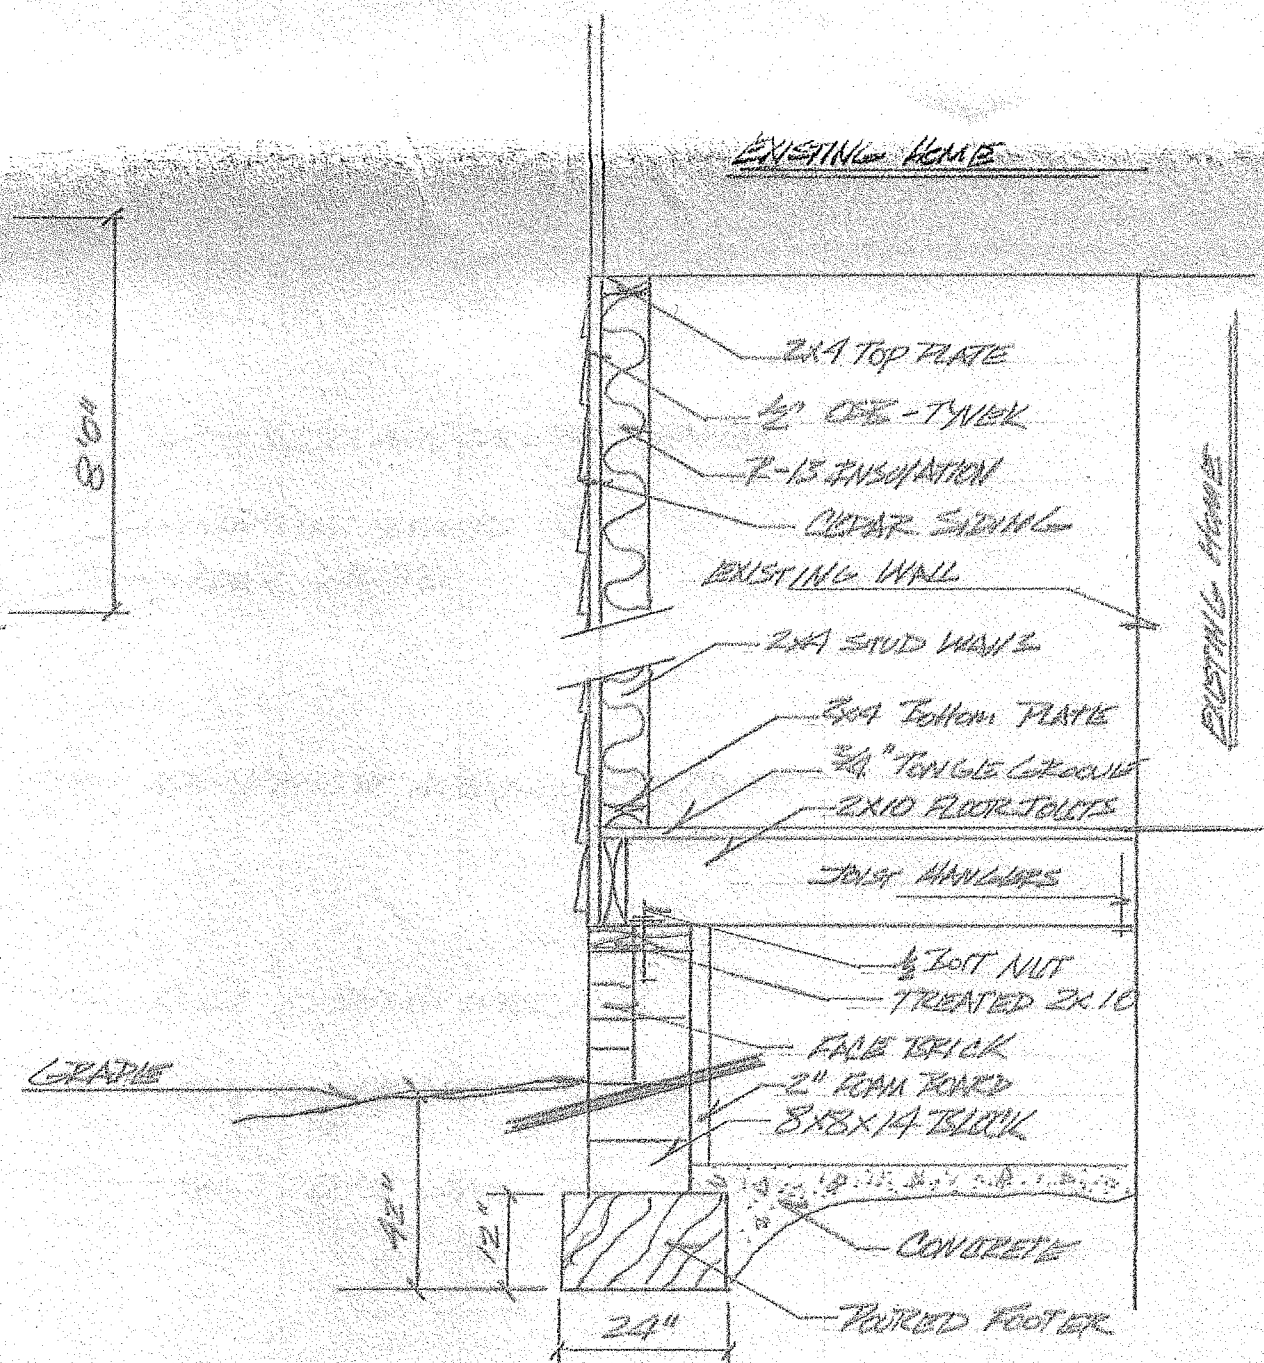 EXISTING HOME
8'0"
2X4 TOP PLATE
1/2" OSB - TYVEK
R-13 INSULATION
CEDAR SIDING
EXISTING WALL
EXISTING HOME
2X4 STUD WALLS
2X4 Bottom PLATE
3/4" TONGUE GROOVE
2X10 FLOOR JOISTS
JOIST HANGERS
1/2 BOLT NUT
TREATED 2X10
FACE BRICK
GRADE
2" FOAM BOARD
8X8X14 BLOCK
42"
12"
CONCRETE
POURED FOOTER
24"